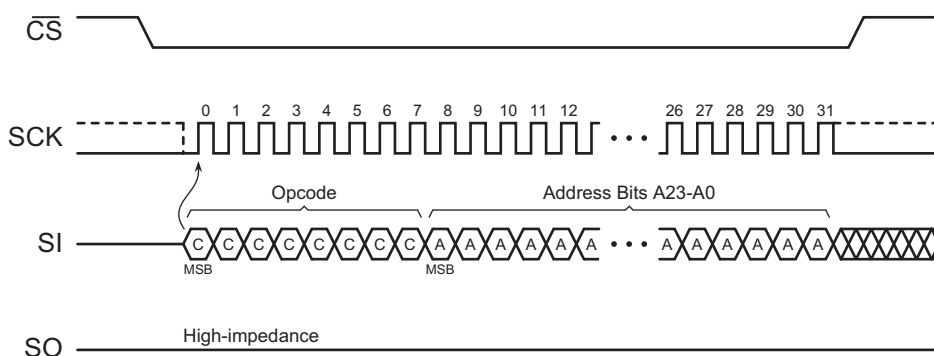 CS
0 1 2 3 4 5 6 7 8 9 10 11 12 26 27 28 29 30 31
SCK
Opcode Address Bits A23-A0
SI C C C C C C C C A A A A A A A A A A A A
MSB MSB
High-impedance
SO